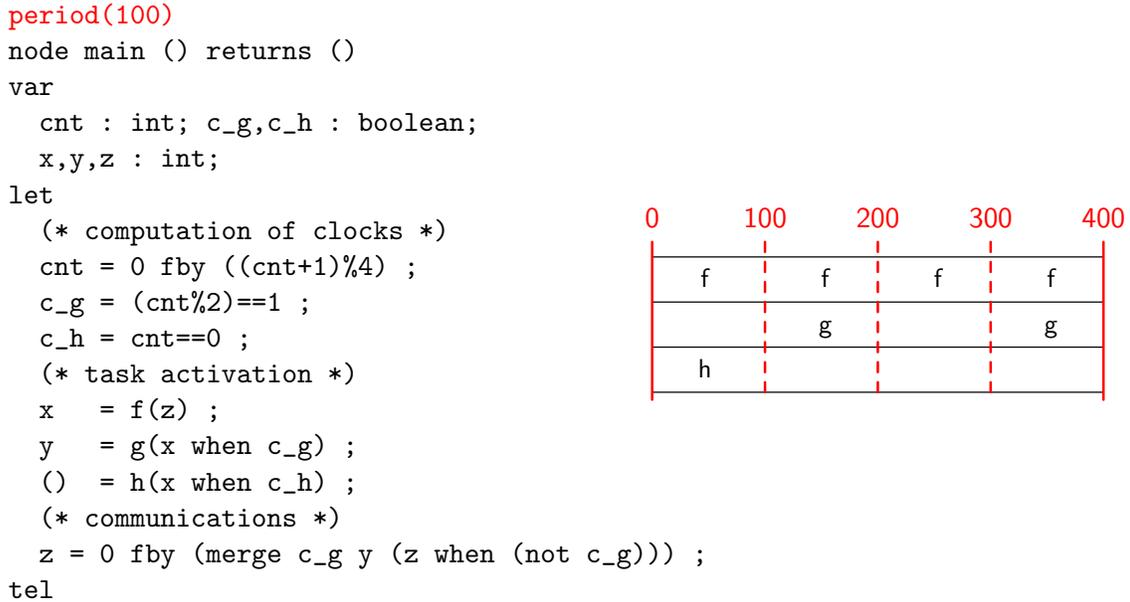 period(100)
node main () returns ()
var
  cnt : int; c_g,c_h : boolean;
  x,y,z : int;
let
  (* computation of clocks *)
  cnt = 0 fby ((cnt+1)%4) ;
  c_g = (cnt%2)==1 ;
  c_h = cnt==0 ;
  (* task activation *)
  x   = f(z) ;
  y   = g(x when c_g) ;
  ()  = h(x when c_h) ;
  (* communications *)
  z = 0 fby (merge c_g y (z when (not c_g))) ;
tel
0 100 200 300 400
f f f f
g g
h